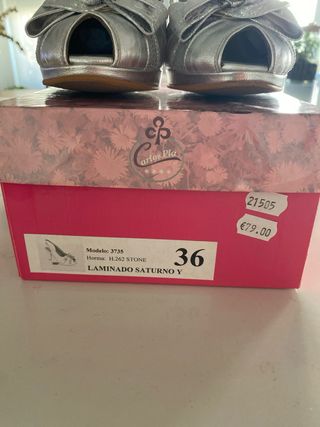 Carlos Pla
21505
€79.00
Modelo: 3735
Horma: H.262 STONE
36
LAMINADO SATURNO Y